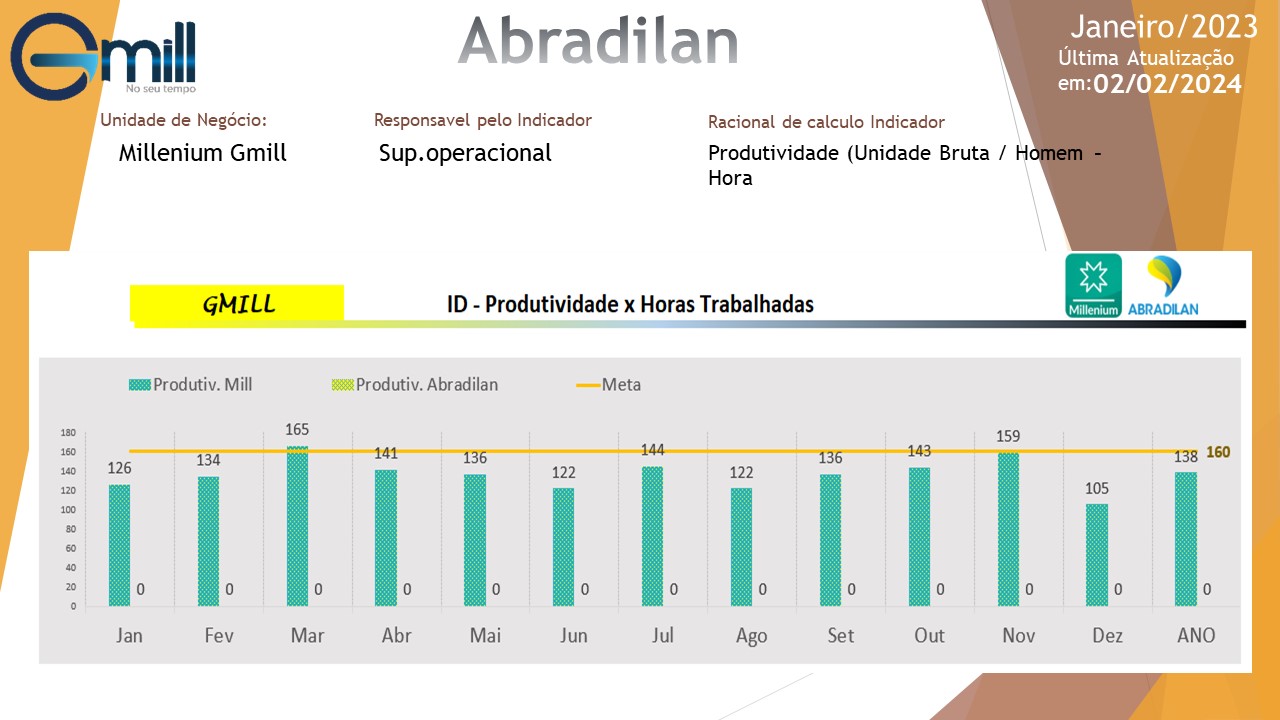 Gmill
No seu tempo
Abradilan
Janeiro/2023
Última Atualização
em:02/02/2024
Unidade de Negócio:
Millenium Gmill
Responsavel pelo Indicador
Sup.operacional
Racional de calculo Indicador
Produtividade (Unidade Bruta / Homem –
Hora
GMILL
ID - Produtividade x Horas Trabalhadas
Millenium
ABRADILAN
Produtiv. Mill
Produtiv. Abradilan
Meta
180
160
140
120
100
80
60
40
20
0
126
134
165
141
136
122
144
122
136
143
159
105
138
160
0
0
0
0
0
0
0
0
0
0
0
0
0
Jan
Fev
Mar
Abr
Mai
Jun
Jul
Ago
Set
Out
Nov
Dez
ANO